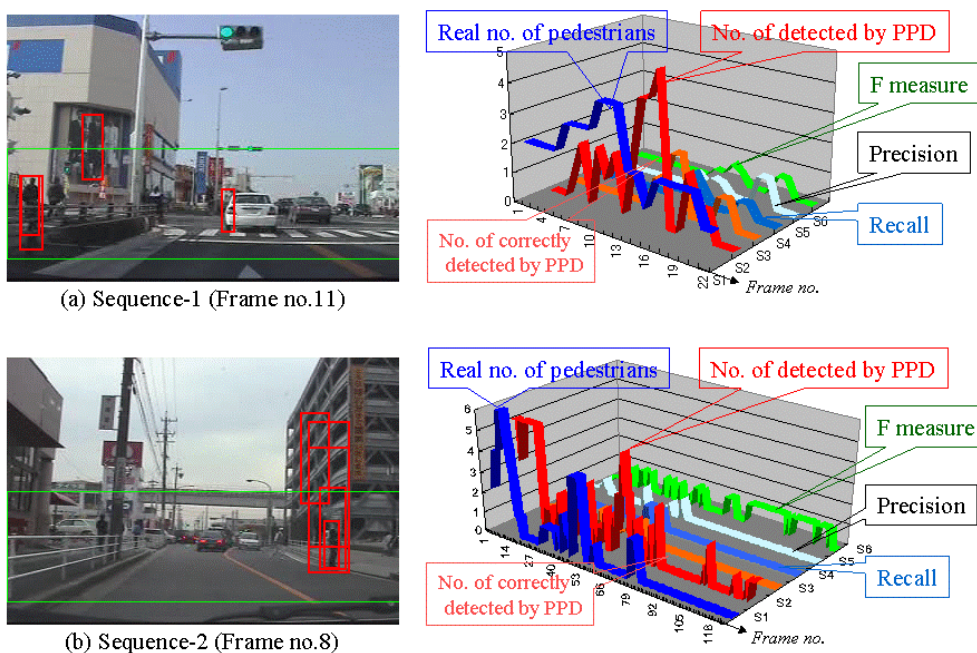 Real no. of pedestrians
No. of detected by PPD
F measure
Precision
Recall
No. of correctly
detected by PPD
5
4
3
2
1
0
1
4
7
10
13
16
19
22
S1
S2
S3
S4
S5
S6
Frame no.
(a) Sequence-1 (Frame no.11)
Real no. of pedestrians
No. of detected by PPD
F measure
Precision
Recall
No. of correctly
detected by PPD
6
5
4
3
2
1
0
1
14
27
40
53
66
79
92
105
118
S1
S2
S3
S4
S5
S6
Frame no.
(b) Sequence-2 (Frame no.8)